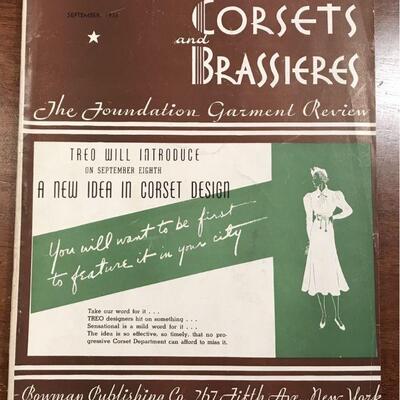 SEPTEMBER, 1935
CORSETS
and
BRASSIERES
The Foundation Garment Review
TREO WILL INTRODUCE
ON SEPTEMBER EIGHTH
A NEW IDEA IN CORSET DESIGN
You will want to be first
to feature it in your city
Take our word for it . . .
TREO designers hit on something . . .
Sensational is a mild word for it . . .
The idea is so effective, so timely, that no pro-
gressive Corset Department can afford to miss it.
Bowman Publishing Co. 267 Fifth Ave. New York